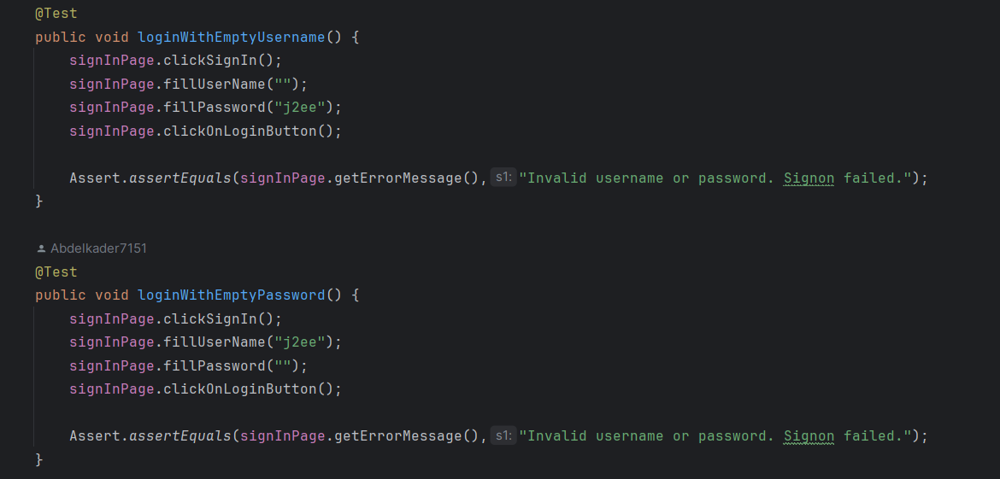 @Test
public void loginWithEmptyUsername() {
    signInPage.clickSignIn();
    signInPage.fillUserName("");
    signInPage.fillPassword("j2ee");
    signInPage.clickOnLoginButton();
    Assert.assertEquals(signInPage.getErrorMessage(), s1: "Invalid username or password. Signon failed.");
}
Abdelkader7151
@Test
public void loginWithEmptyPassword() {
    signInPage.clickSignIn();
    signInPage.fillUserName("j2ee");
    signInPage.fillPassword("");
    signInPage.clickOnLoginButton();
    Assert.assertEquals(signInPage.getErrorMessage(), s1: "Invalid username or password. Signon failed.");
}